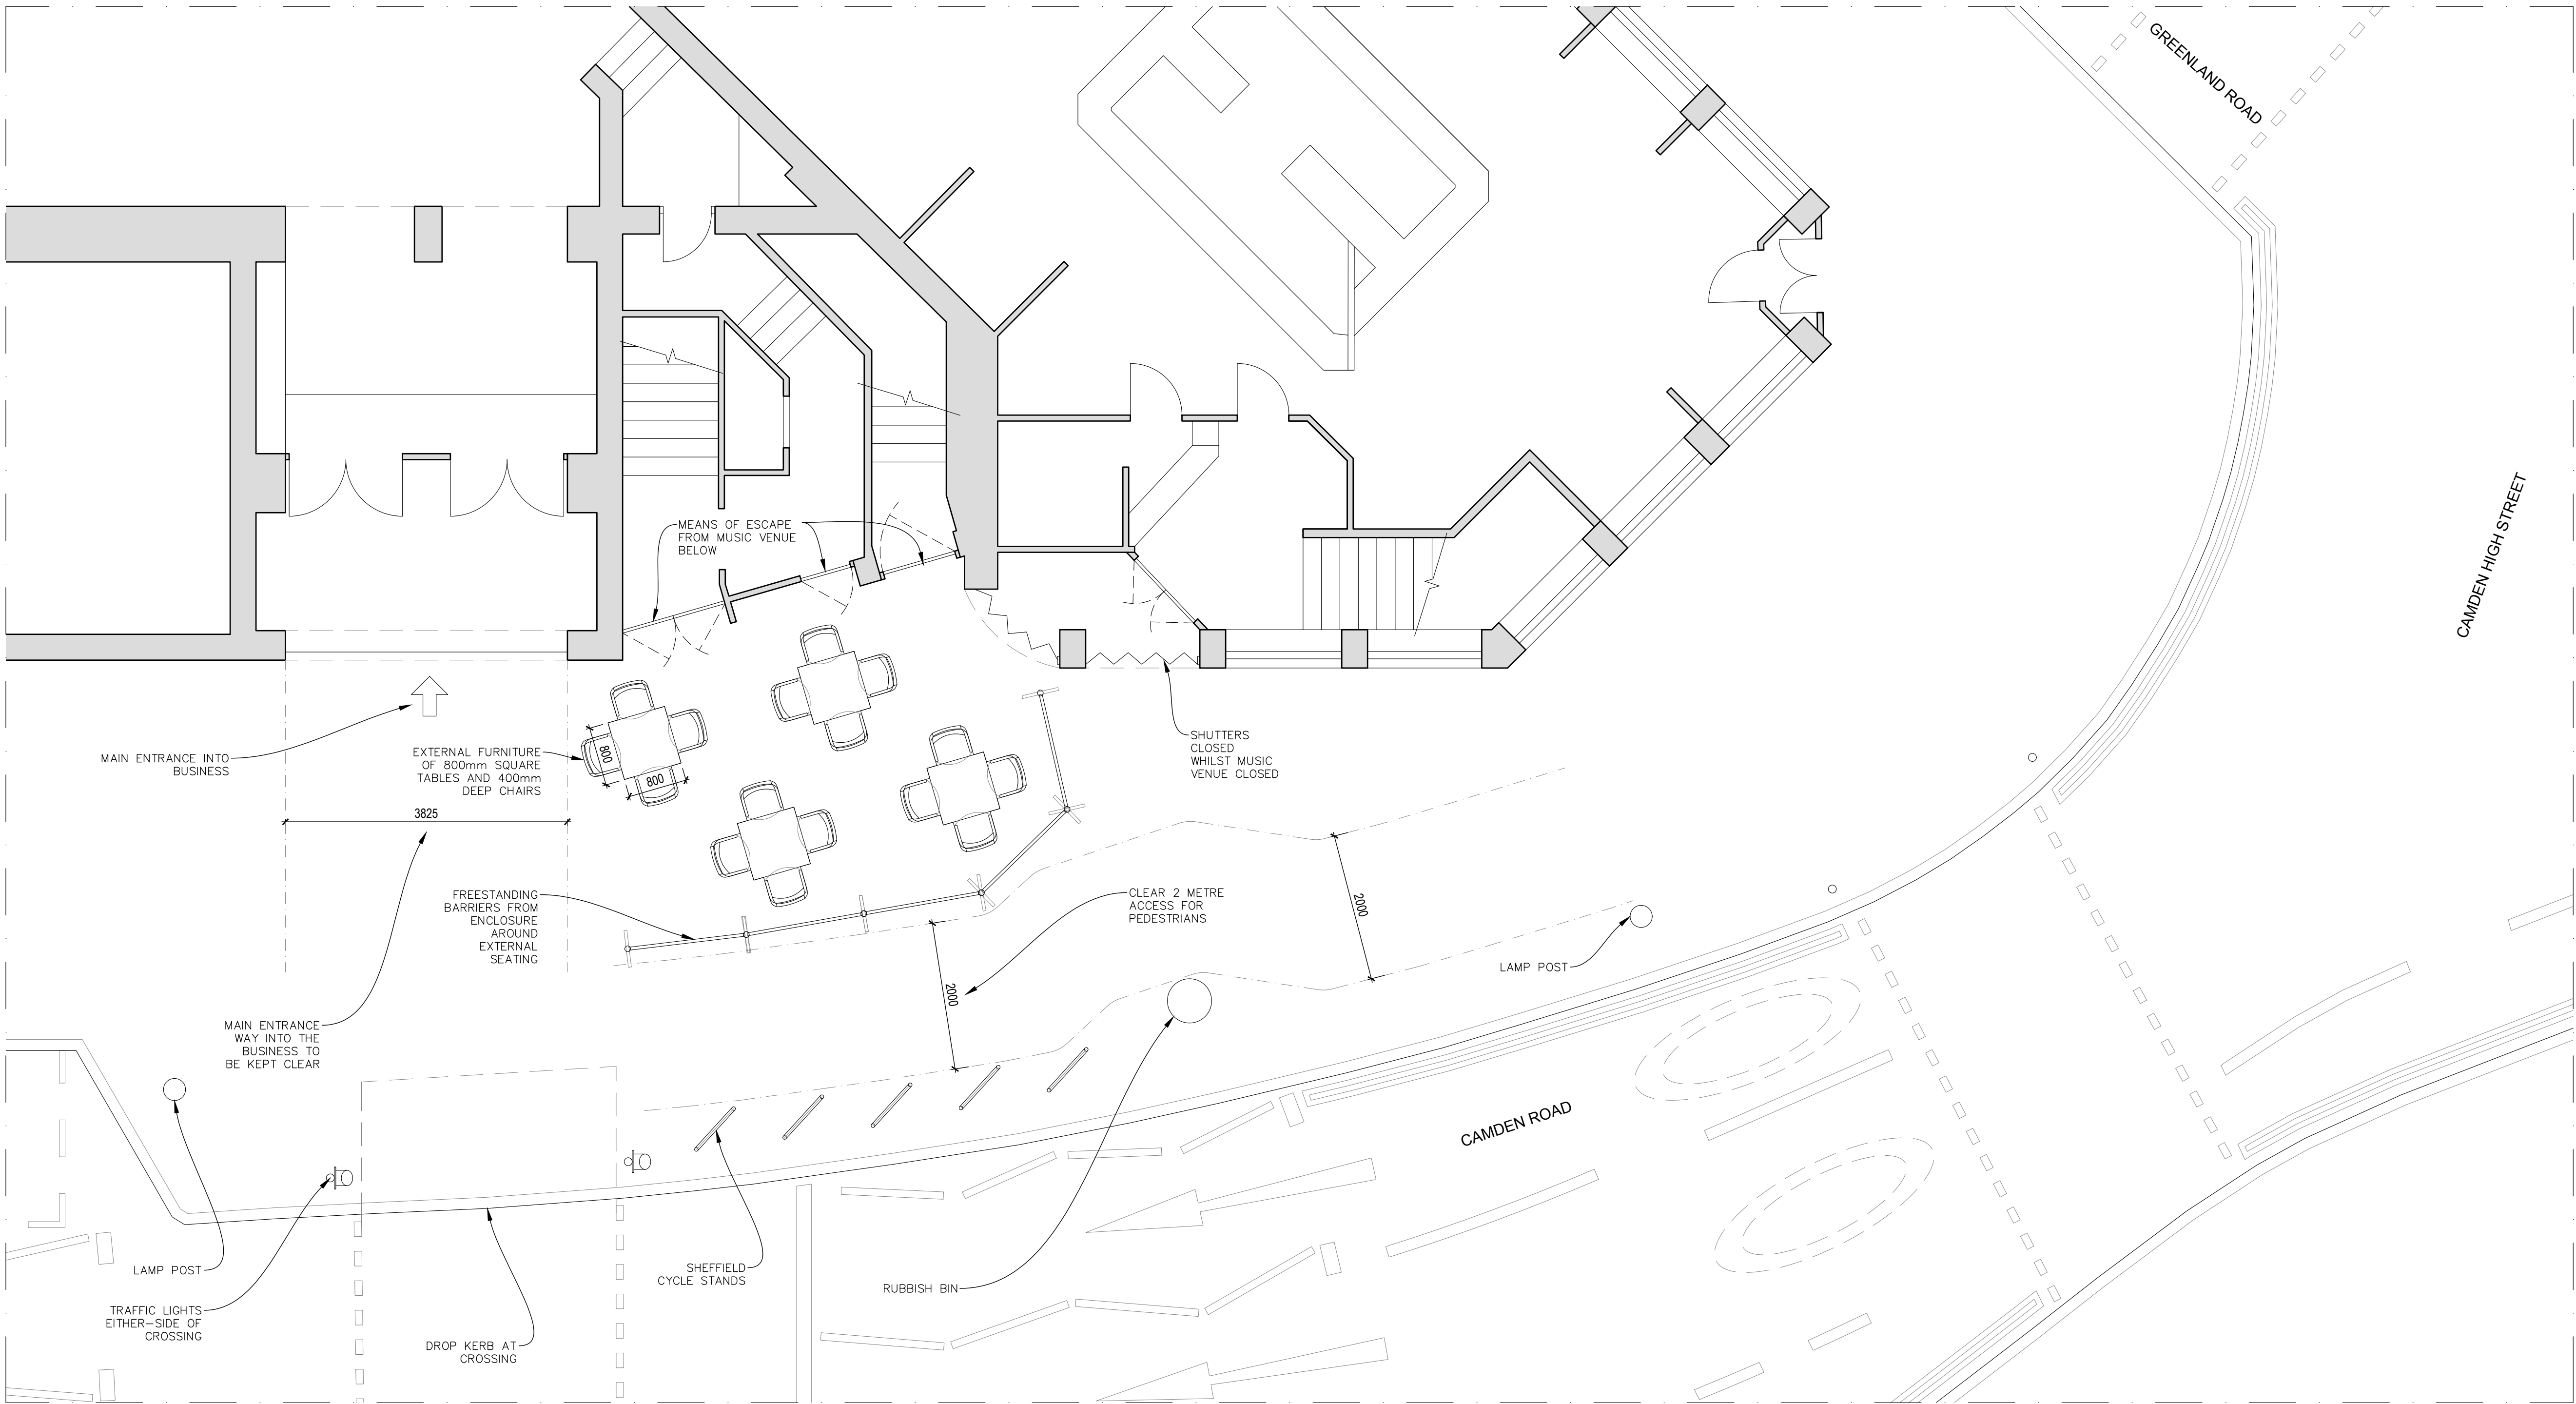 GREENLAND ROAD
CAMDEN HIGH STREET
MEANS OF ESCAPE
FROM MUSIC VENUE
BELOW
MAIN ENTRANCE INTO
BUSINESS
EXTERNAL FURNITURE
OF 800mm SQUARE
TABLES AND 400mm
DEEP CHAIRS
800
800
SHUTTERS
CLOSED
WHILST MUSIC
VENUE CLOSED
3825
FREESTANDING
BARRIERS FROM
ENCLOSURE
AROUND
EXTERNAL
SEATING
CLEAR 2 METRE
ACCESS FOR
PEDESTRIANS
2000
2000
LAMP POST
MAIN ENTRANCE
WAY INTO THE
BUSINESS TO
BE KEPT CLEAR
CAMDEN ROAD
LAMP POST
SHEFFIELD
CYCLE STANDS
RUBBISH BIN
TRAFFIC LIGHTS
EITHER-SIDE OF
CROSSING
DROP KERB AT
CROSSING